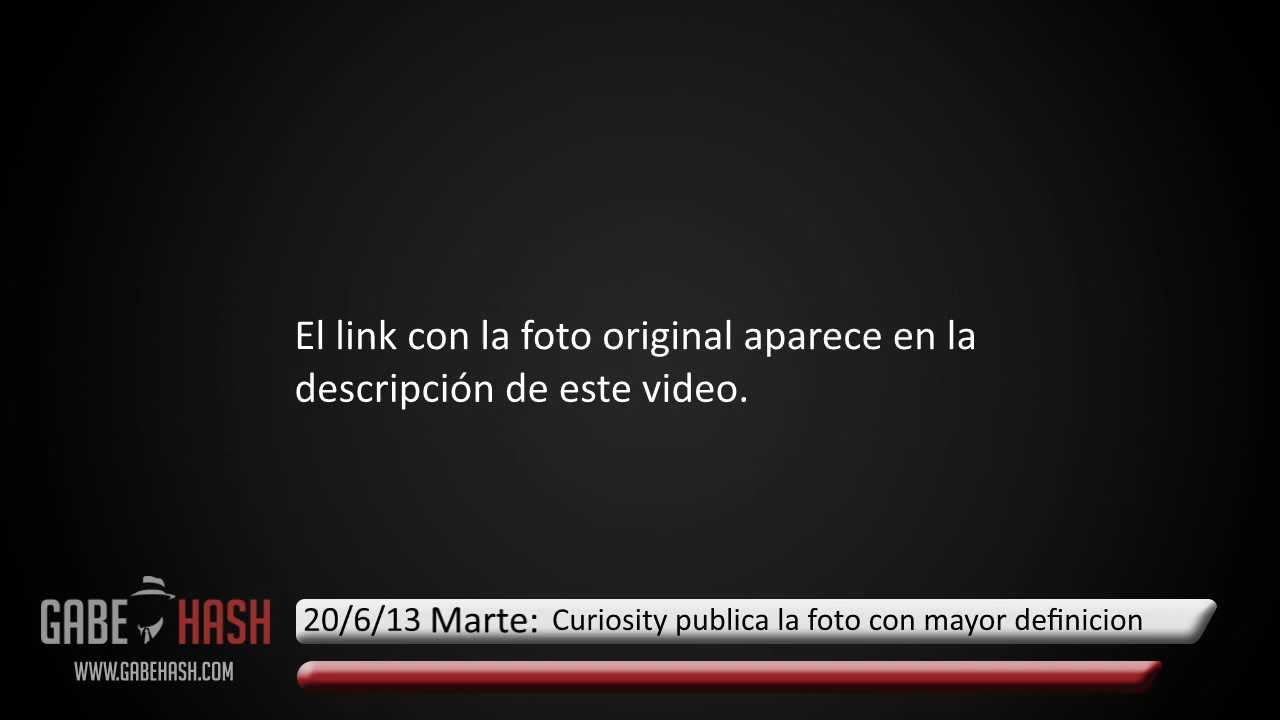 El link con la foto original aparece en la
descripción de este video.
GABE HASH
WWW.GABEHASH.COM
20/6/13 Marte: Curiosity publica la foto con mayor definicion